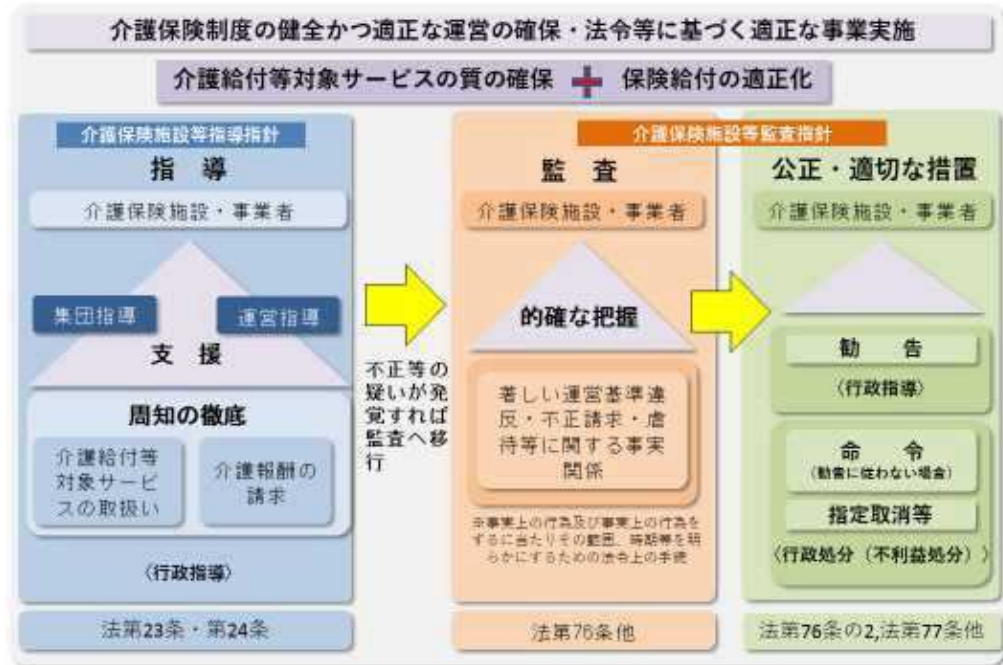 介護保険制度の健全かつ適正な運営の確保・法令等に基づく適正な事業実施
介護給付等対象サービスの質の確保 ➕ 保険給付の適正化
介護保険施設等指導指針
指 導
介護保険施設・事業者
集団指導
運営指導
支 援
周知の徹底
介護給付等
対象サービ
スの取扱い
介護報酬の
請求
〈行政指導〉
法第23条・第24条
不正等の
疑いが発
覚すれば
監査へ移
行
介護保険施設等監査指針
監 査
介護保険施設・事業者
的確な把握
著しい運営基準違
反・不正請求・虐
待等に関する事実
関係
※事実上の行為及び事実上の行為を
するに当たりその範囲、時期等を明
らかにするための法令上の手続
法第76条他
公正・適切な措置
介護保険施設・事業者
勧 告
〈行政指導〉
命 令
(勧告に従わない場合)
指定取消等
〈行政処分（不利益処分）〉
法第76条の2,法第77条他